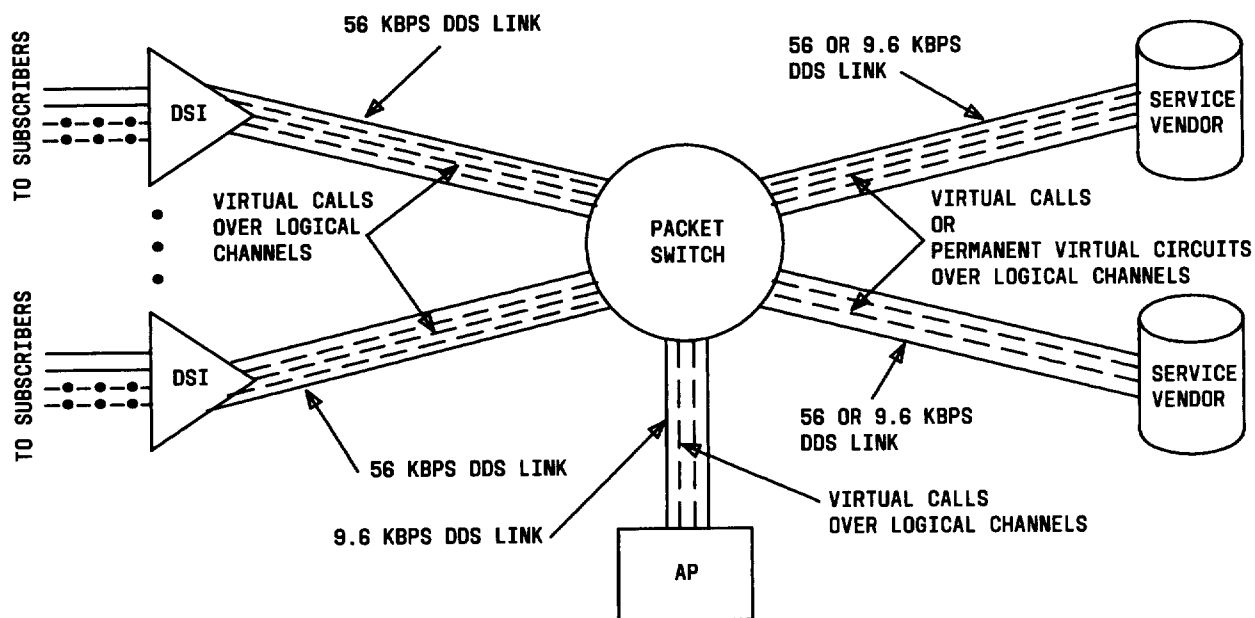 56 KBPS DDS LINK
56 OR 9.6 KBPS
DDS LINK
TO SUBSCRIBERS
DSI
SERVICE
VENDOR
VIRTUAL CALLS
OVER LOGICAL
CHANNELS
PACKET
SWITCH
VIRTUAL CALLS
OR
PERMANENT VIRTUAL CIRCUITS
OVER LOGICAL CHANNELS
TO SUBSCRIBERS
DSI
SERVICE
VENDOR
56 OR 9.6 KBPS
DDS LINK
56 KBPS DDS LINK
9.6 KBPS DDS LINK
VIRTUAL CALLS
OVER LOGICAL CHANNELS
AP